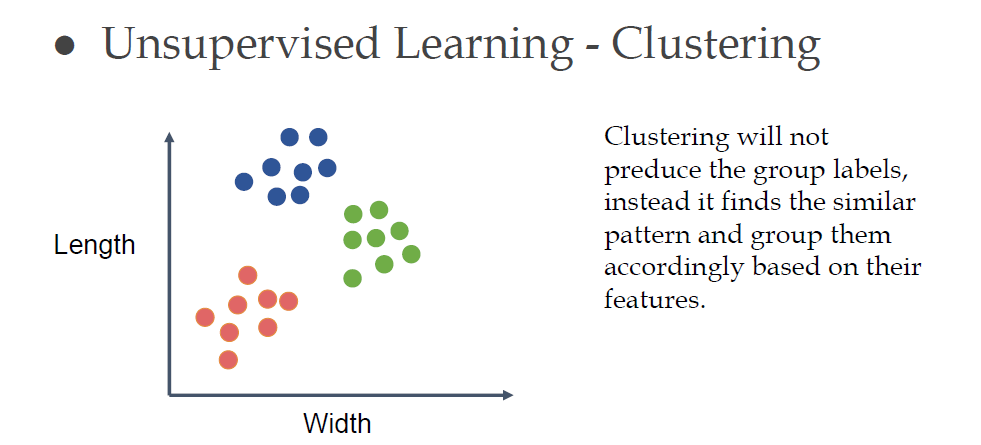 ● Unsupervised Learning - Clustering
Clustering will not
preduce the group labels,
instead it finds the similar
pattern and group them
accordingly based on their
features.
Length
Width